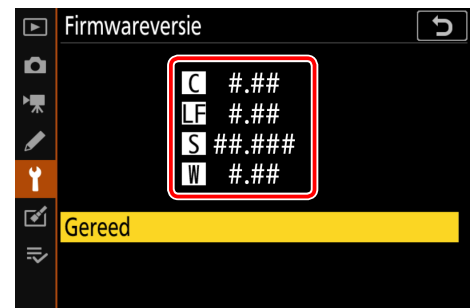 Firmwareversie
C #.##
LF #.##
S ##.###
W #.##
Gereed